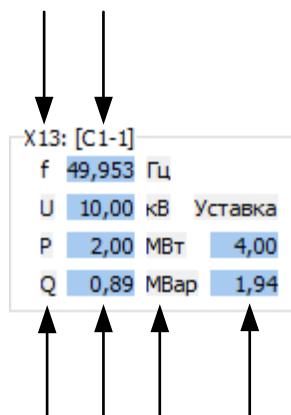 X13: [C1-1]
f 49,953 Гц
U 10,00 кВ Уставка
P 2,00 МВт 4,00
Q 0,89 МВар 1,94